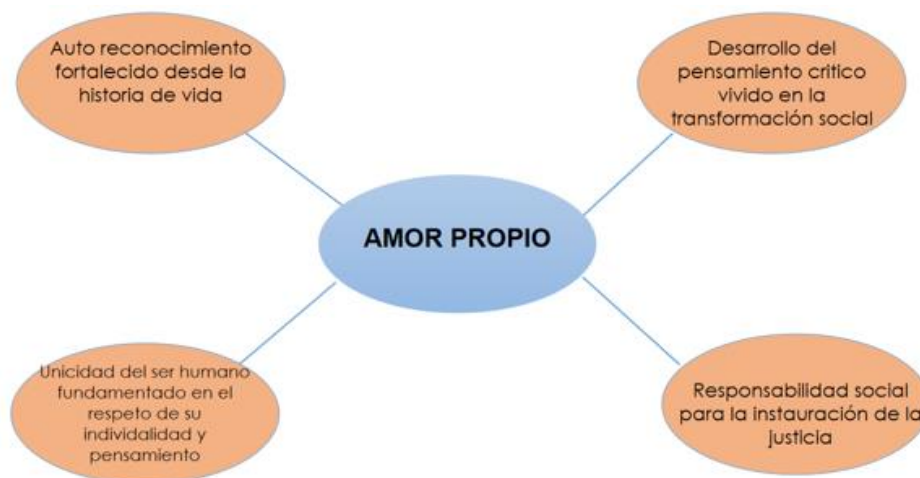 Auto reconocimiento
fortalecido desde la
historia de vida
Desarrollo del
pensamiento critico
vivido en la
transformación social
AMOR PROPIO
Unicidad del ser humano
fundamentado en el
respeto de su
individalidad y
pensamiento
Responsabilidad social
para la instauración de la
justicia